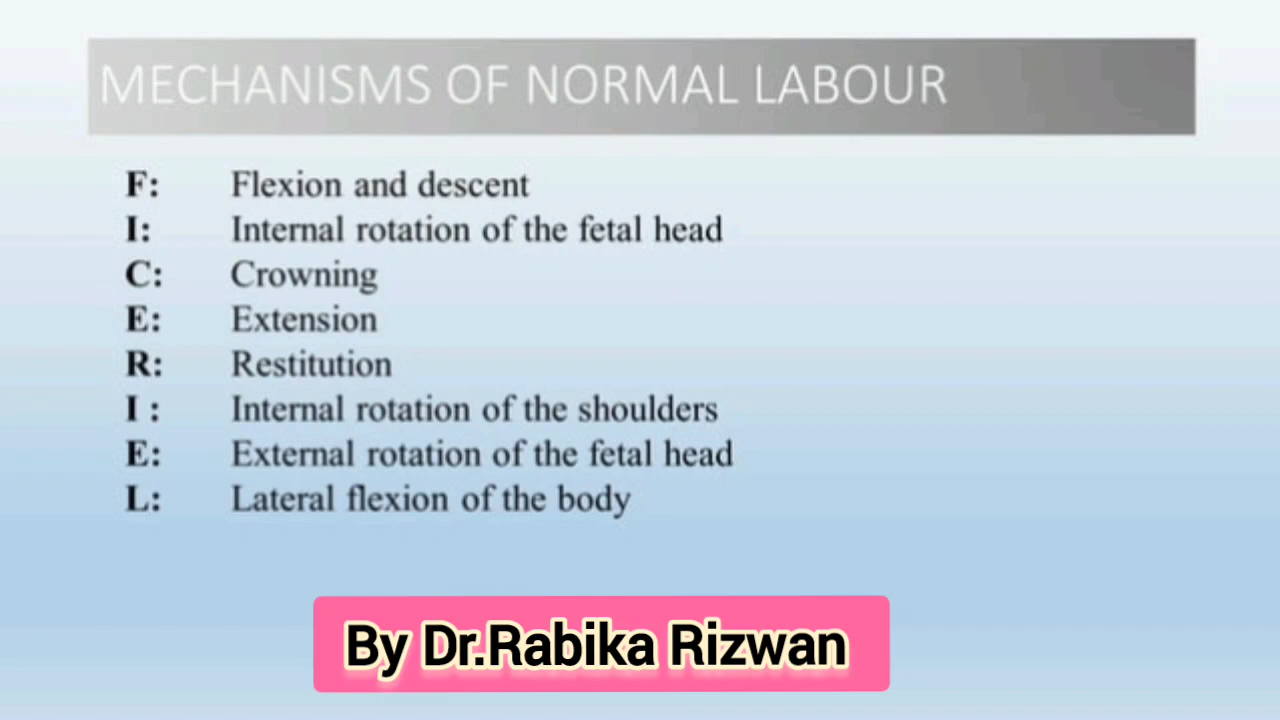 MECHANISMS OF NORMAL LABOUR
F: Flexion and descent
I: Internal rotation of the fetal head
C: Crowning
E: Extension
R: Restitution
I : Internal rotation of the shoulders
E: External rotation of the fetal head
L: Lateral flexion of the body
By Dr.Rabika Rizwan